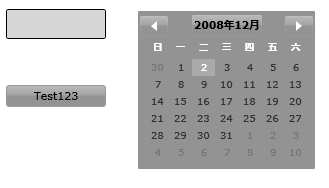 2008年12月
日 一 二 三 四 五 六
30 1 2 3 4 5 6
7 8 9 10 11 12 13
Test123
14 15 16 17 18 19 20
21 22 23 24 25 26 27
28 29 30 31 1 2 3
4 5 6 7 8 9 10